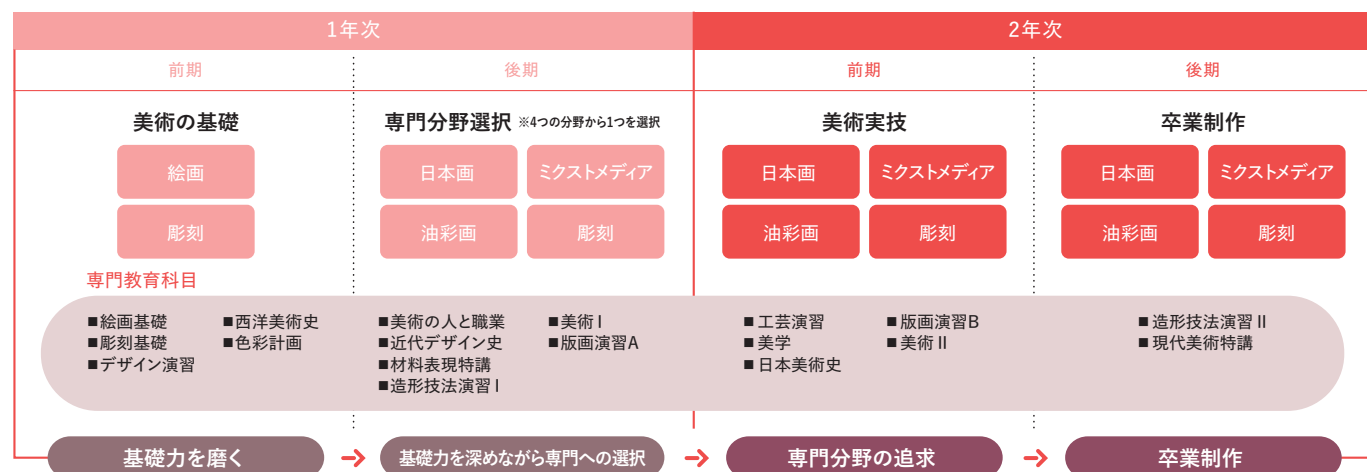 1年次
2年次
前期
後期
前期
後期
美術の基礎
絵画
彫刻
専門分野選択 ※4つの分野から1つを選択
日本画
ミクストメディア
油彩画
彫刻
美術実技
日本画
ミクストメディア
油彩画
彫刻
卒業制作
日本画
ミクストメディア
油彩画
彫刻
専門教育科目
■絵画基礎
■彫刻基礎
■デザイン演習
■西洋美術史
■色彩計画
■美術の人と職業
■近代デザイン史
■材料表現特講
■造形技法演習Ⅰ
■美術Ⅰ
■版画演習A
■工芸演習
■美学
■日本美術史
■版画演習B
■美術Ⅱ
■造形技法演習Ⅱ
■現代美術特講
基礎力を磨く
→
基礎力を深めながら専門への選択
→
専門分野の追求
→
卒業制作